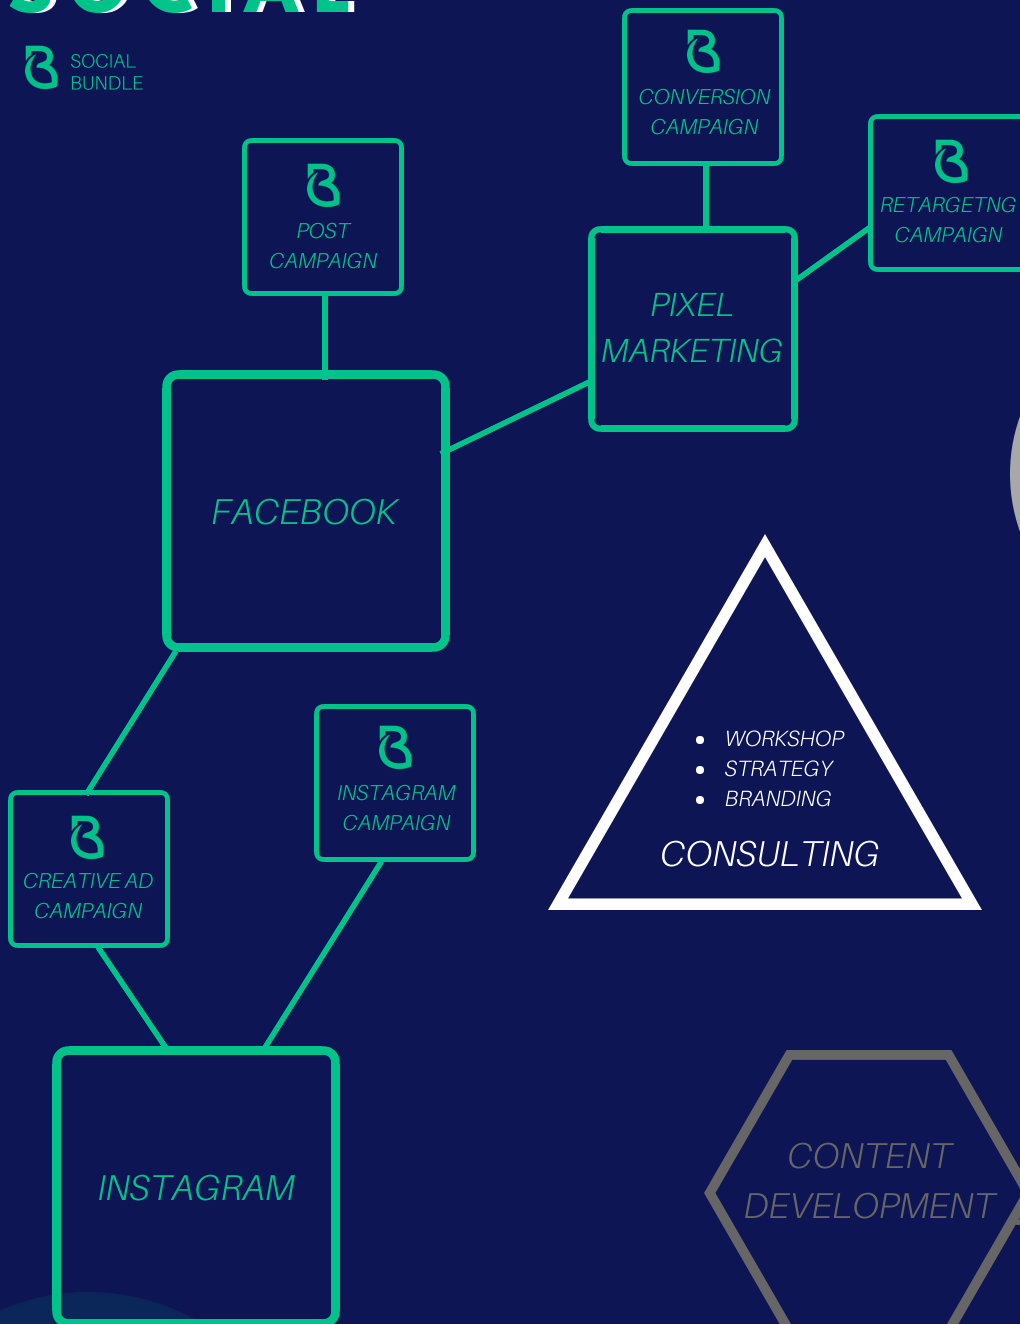 SOCIAL
SOCIAL
BUNDLE
CONVERSION
CAMPAIGN
RETARGETNG
CAMPAIGN
POST
CAMPAIGN
PIXEL
MARKETING
FACEBOOK
WORKSHOP
STRATEGY
BRANDING
CONSULTING
INSTAGRAM
CAMPAIGN
CREATIVE AD
CAMPAIGN
CONTENT
DEVELOPMENT
INSTAGRAM